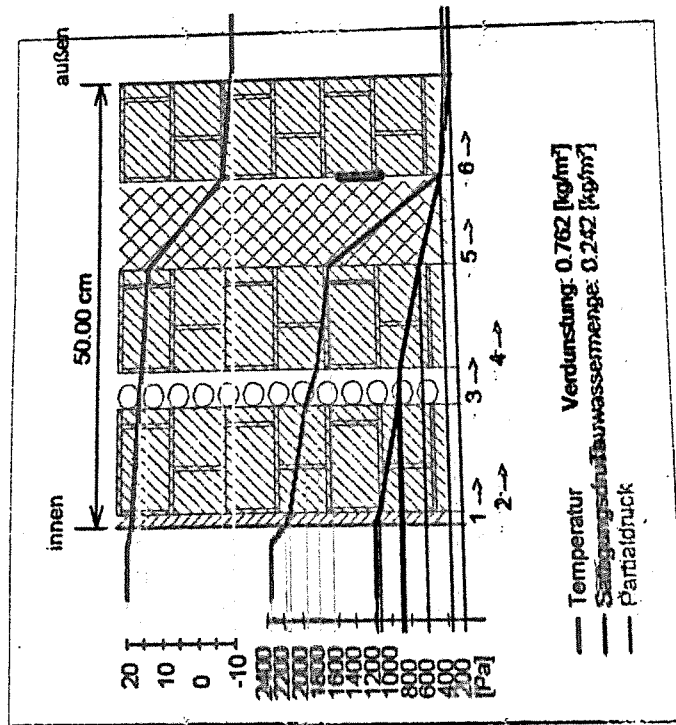 innen
außen
50.00 cm
20
10
0
-10
2400
2200
2000
1800
1600
1400
1200
1000
800
600
400
200
[Pa]
1 -->
2 -->
3 -->
4 -->
5 -->
6 -->
Temperatur
Verdunstung: 0.762 [kg/m²]
Tauwassermenge: 0.242 [kg/m²]
Partialdruck